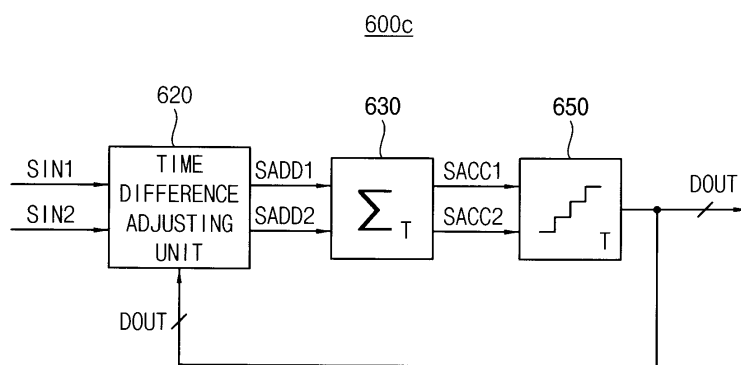 600c
620
630
650
SIN1
SIN2
TIME
DIFFERENCE
ADJUSTING
UNIT
SADD1
SADD2
Σ T
SACC1
SACC2
T
DOUT
DOUT